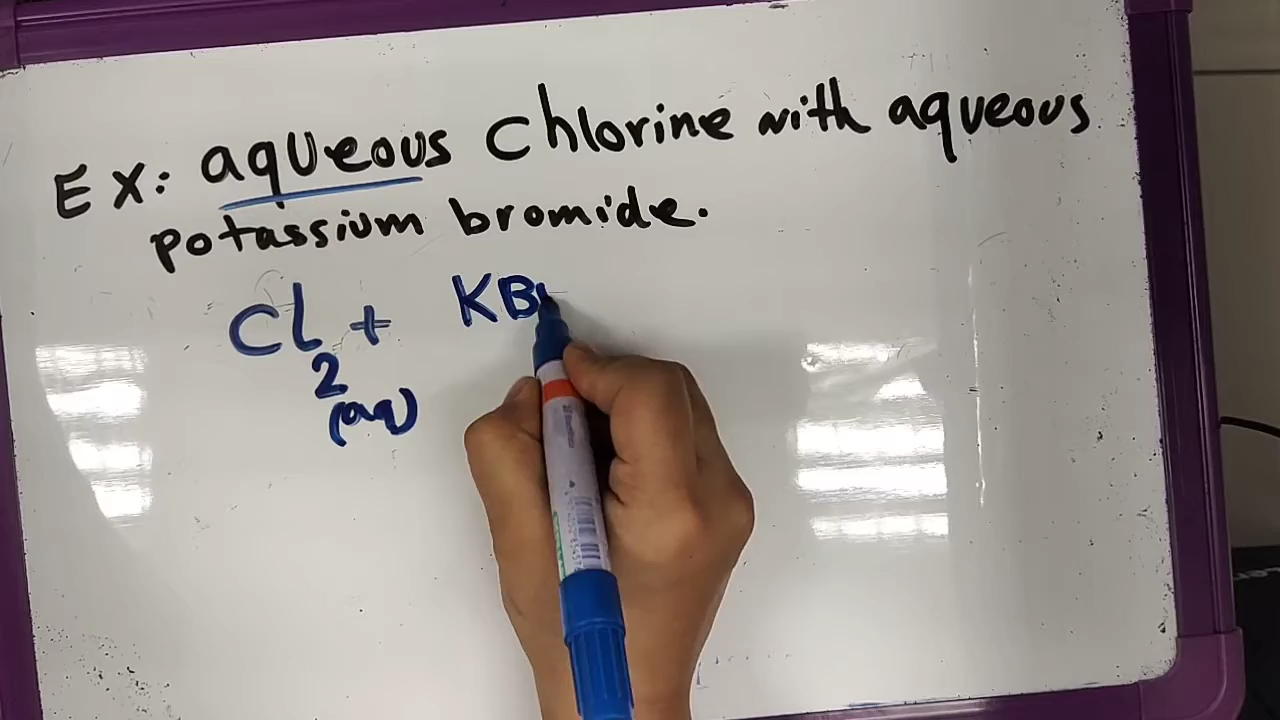 EX: aqueous Chlorine with aqueous
potassium bromide.
Cl2(aq) + KBr